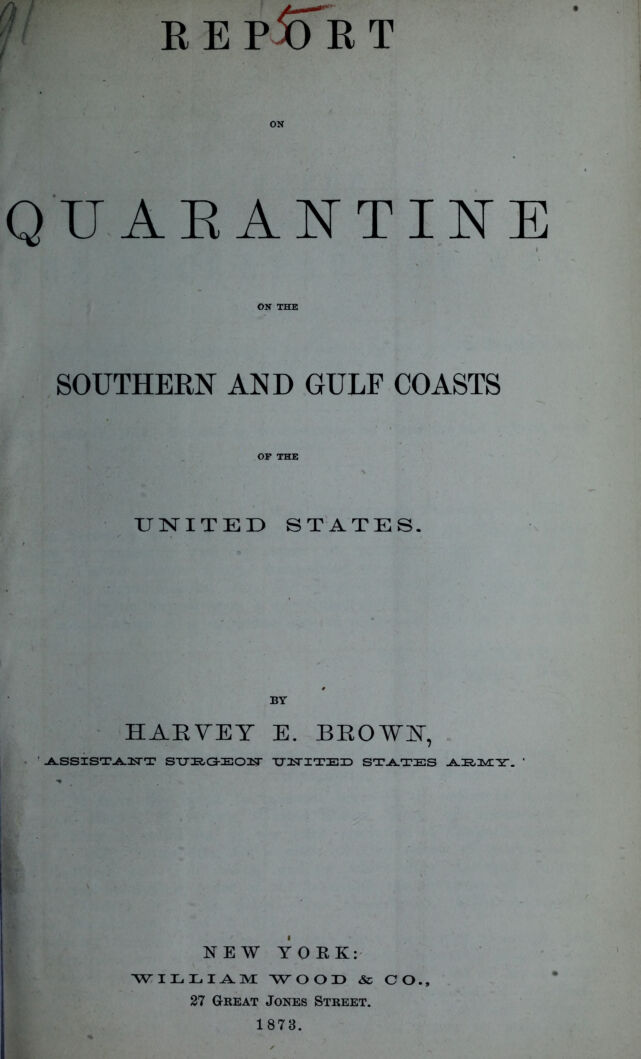 REPORT
ON
QUARANTINE
ON THE
SOUTHERN AND GULF COASTS
OF THE
UNITED STATES.
BY
HARVEY E. BROWN,
ASSISTANT SURGEON UNITED STATES ARMY.
NEW YORK:
WILLIAM WOOD & CO.,
27 GREAT JONES STREET.
1873.